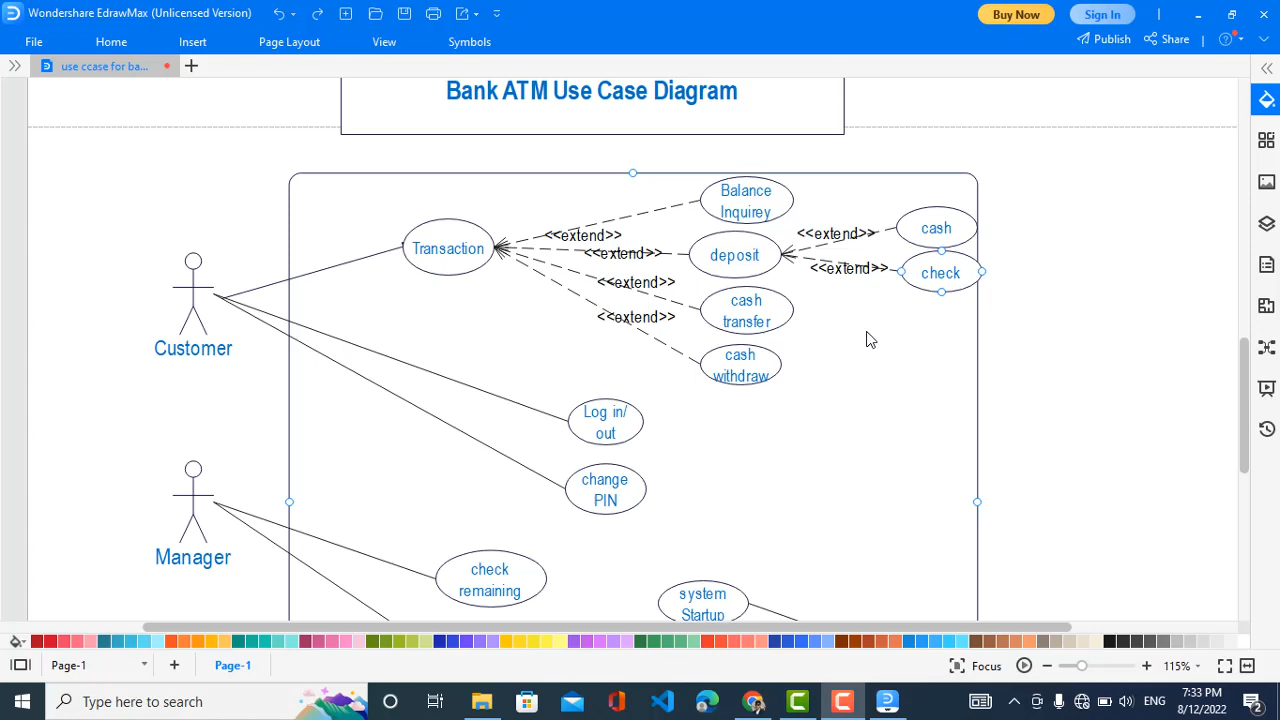 Wondershare EdrawMax (Unlicensed Version)
Buy Now
Sign In
File
Home
Insert
Page Layout
View
Symbols
Publish
Share
use ccase for ba...
Bank ATM Use Case Diagram
Balance
Inquirey
cash
<<extend>>
<<extend>>
Transaction
<<extend>>
deposit
<<extend>>
check
<<extend>>
cash
transfer
<<extend>>
Customer
cash
withdraw
Log in/
out
change
PIN
Manager
check
remaining
system
Startup
Page-1
Page-1
Focus
115%
Type here to search
ENG
7:33 PM
8/12/2022
2